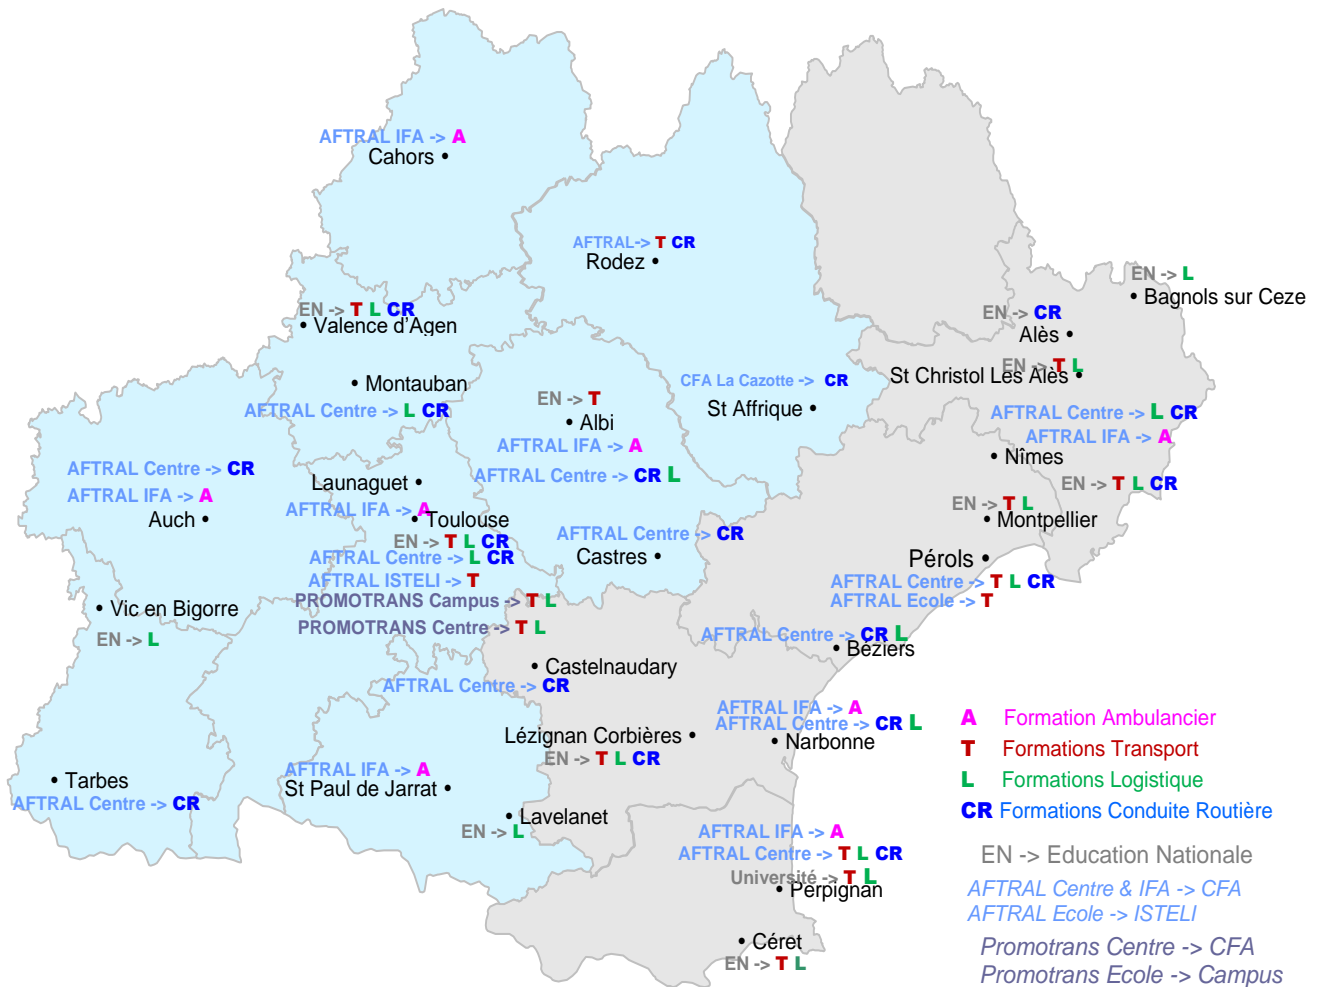 AFTRAL IFA -> A
Cahors •
AFTRAL-> T CR
Rodez •
EN -> L
• Bagnols sur Ceze
EN -> T L CR
• Valence d'Agen
EN -> CR
Alès •
EN -> T L
St Christol Les Alès •
• Montauban
AFTRAL Centre -> L CR
EN -> T
• Albi
AFTRAL IFA -> A
AFTRAL Centre -> CR L
CFA La Cazotte -> CR
St Affrique •
AFTRAL Centre -> L CR
AFTRAL IFA -> A
• Nîmes
EN -> T L CR
AFTRAL Centre -> CR
AFTRAL IFA -> A
Auch •
Launaguet •
AFTRAL IFA -> A
• Toulouse
EN -> T L CR
AFTRAL Centre -> L CR
AFTRAL ISTELI -> T
PROMOTRANS Campus -> T L
PROMOTRANS Centre -> T L
AFTRAL Centre -> CR
Castres •
EN -> T L
• Montpellier
Pérols •
AFTRAL Centre -> T L CR
AFTRAL Ecole -> T
• Vic en Bigorre
EN -> L
AFTRAL Centre -> CR L
• Béziers
• Castelnaudary
AFTRAL Centre -> CR
AFTRAL IFA -> A
AFTRAL Centre -> CR L
• Narbonne
Lézignan Corbières •
EN -> T L CR
• Tarbes
AFTRAL Centre -> CR
AFTRAL IFA -> A
St Paul de Jarrat •
• Lavelanet
EN -> L
AFTRAL IFA -> A
AFTRAL Centre -> T L CR
Université -> T L
• Perpignan
• Céret
EN -> T L
A Formation Ambulancier
T Formations Transport
L Formations Logistique
CR Formations Conduite Routière
EN -> Education Nationale
AFTRAL Centre & IFA -> CFA
AFTRAL Ecole -> ISTELI
Promotrans Centre -> CFA
Promotrans Ecole -> Campus